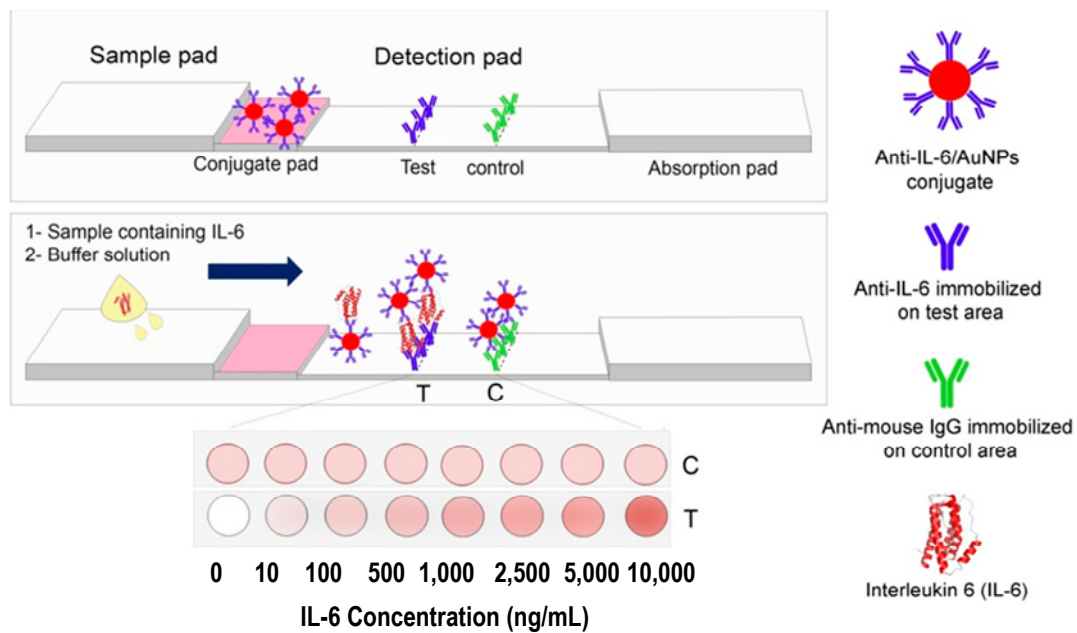 Sample pad
Detection pad
Conjugate pad
Test
control
Absorption pad
Anti-IL-6/AuNPs
conjugate
1- Sample containing IL-6
2- Buffer solution
T
C
Anti-IL-6 immobilized
on test area
Anti-mouse IgG immobilized
on control area
C
T
0 10 100 500 1,000 2,500 5,000 10,000
IL-6 Concentration (ng/mL)
Interleukin 6 (IL-6)